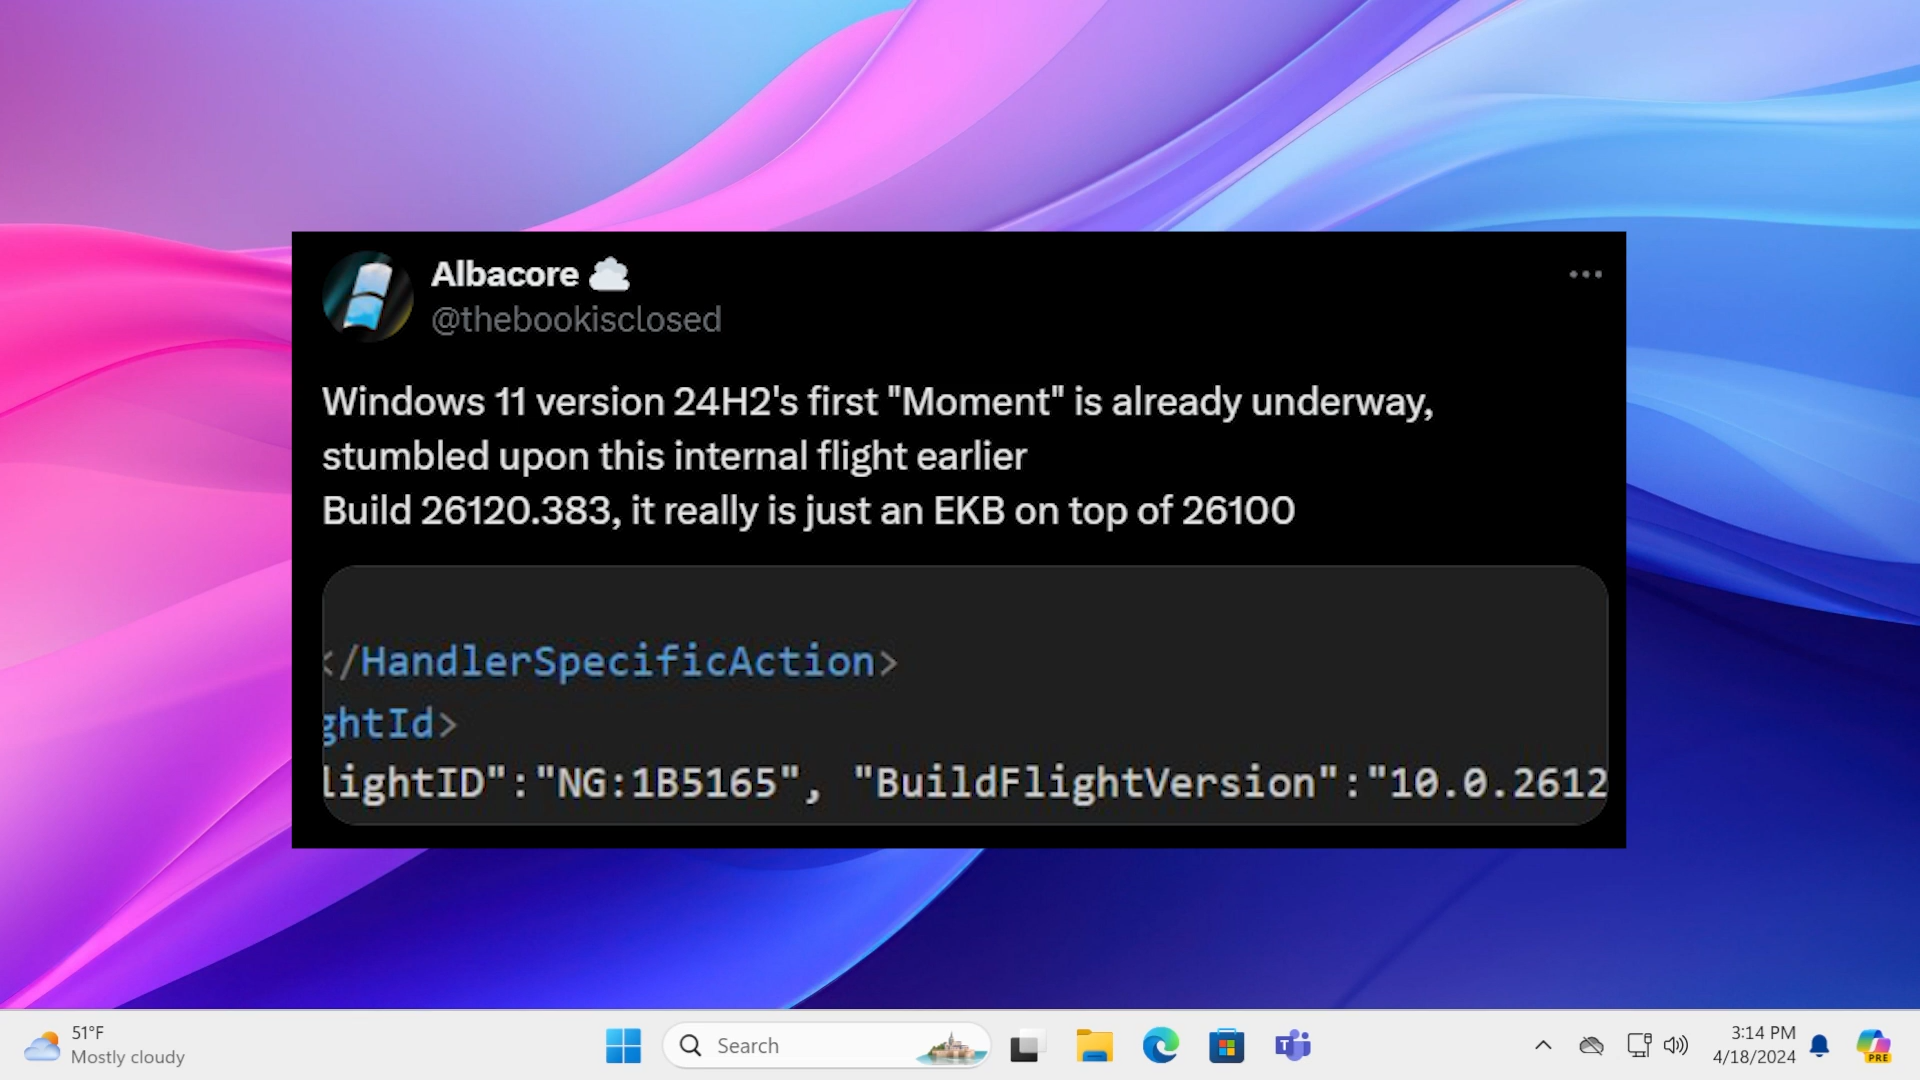 Albacore
@thebookisclosed
Windows 11 version 24H2's first "Moment" is already underway,
stumbled upon this internal flight earlier
Build 26120.383, it really is just an EKB on top of 26100
</HandlerSpecificAction>
ghtId>
lightID":"NG:1B5165", "BuildFlightVersion":"10.0.2612
51°F
Mostly cloudy
Search
3:14 PM
4/18/2024
PRE